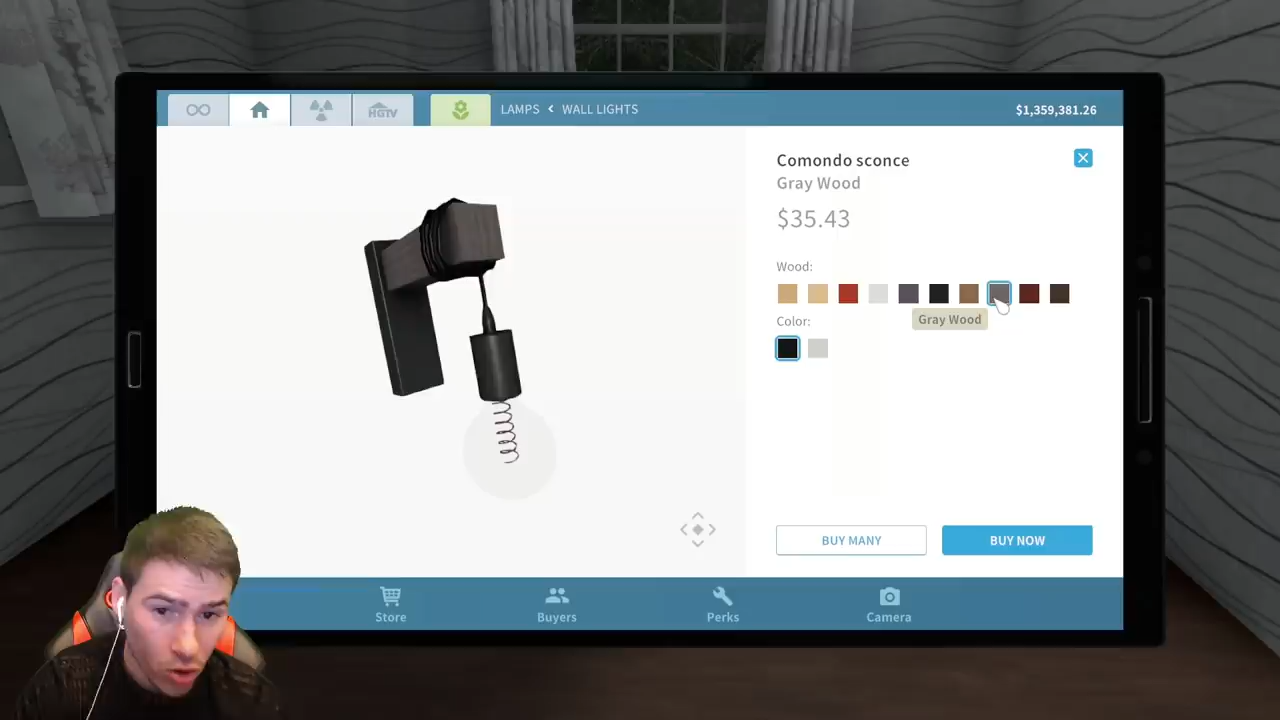 HGTV
LAMPS < WALL LIGHTS
$1,359,381.26
Comondo sconce
Gray Wood
$35.43
Wood:
Gray Wood
Color:
BUY MANY
BUY NOW
Store
Buyers
Perks
Camera